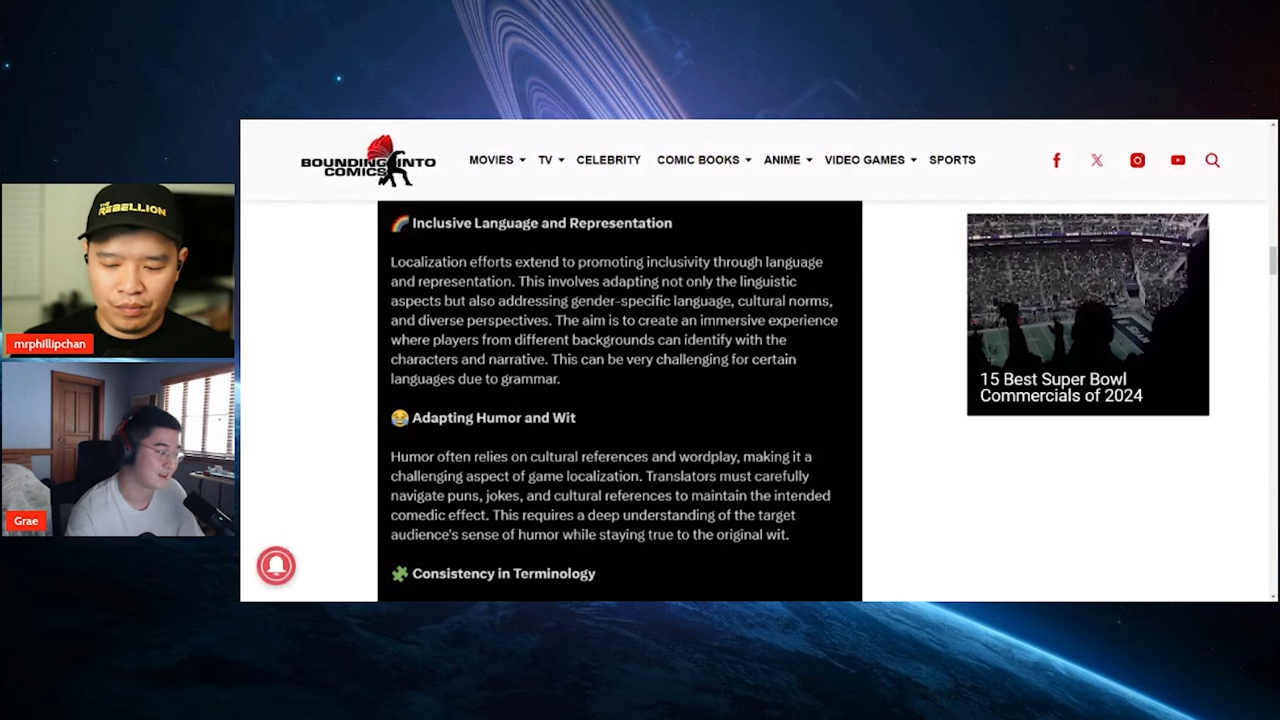 BOUNDING INTO
COMICS
MOVIES TV CELEBRITY COMIC BOOKS ANIME VIDEO GAMES SPORTS
THE
REBELLION
mrphillipchan
Grae
🌈 Inclusive Language and Representation
Localization efforts extend to promoting inclusivity through language
and representation. This involves adapting not only the linguistic
aspects but also addressing gender-specific language, cultural norms,
and diverse perspectives. The aim is to create an immersive experience
where players from different backgrounds can identify with the
characters and narrative. This can be very challenging for certain
languages due to grammar.
😂 Adapting Humor and Wit
Humor often relies on cultural references and wordplay, making it a
challenging aspect of game localization. Translators must carefully
navigate puns, jokes, and cultural references to maintain the intended
comedic effect. This requires a deep understanding of the target
audience's sense of humor while staying true to the original wit.
🧩 Consistency in Terminology
15 Best Super Bowl
Commercials of 2024